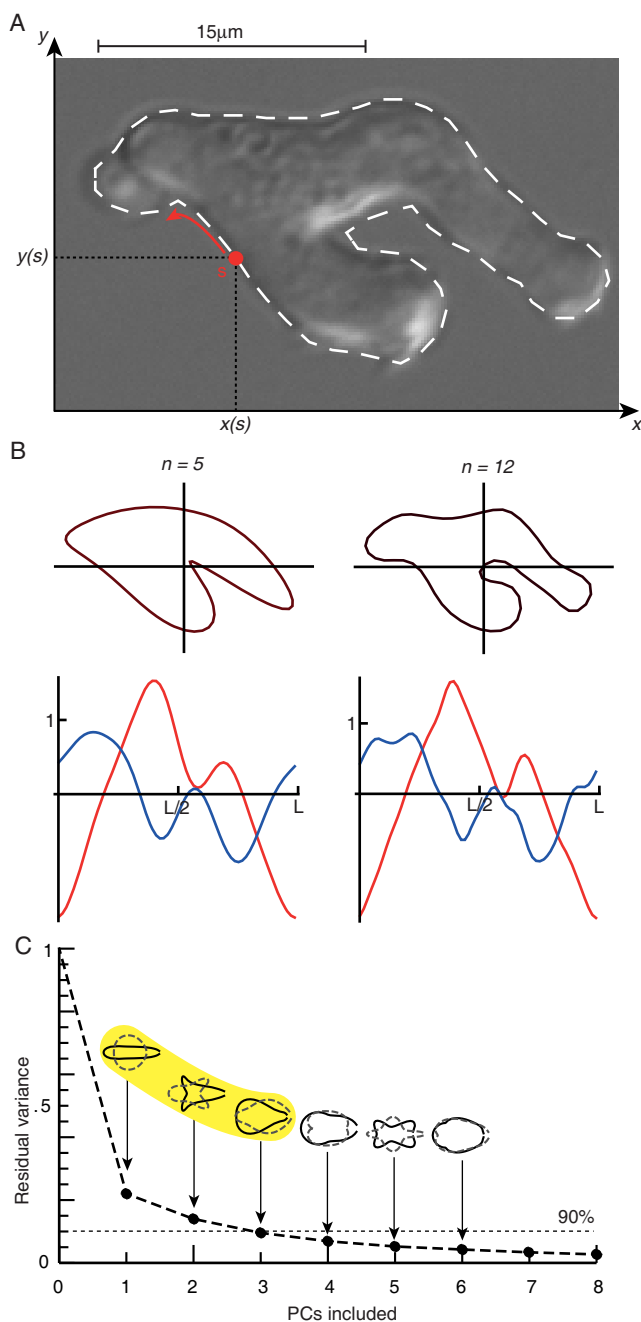 A
y
15μm
y(s)
s
x(s)
x
B
n = 5
n = 12
1
L/2
L
1
L/2
L
C
1
.5
0
Residual variance
90%
0 1 2 3 4 5 6 7 8
PCs included